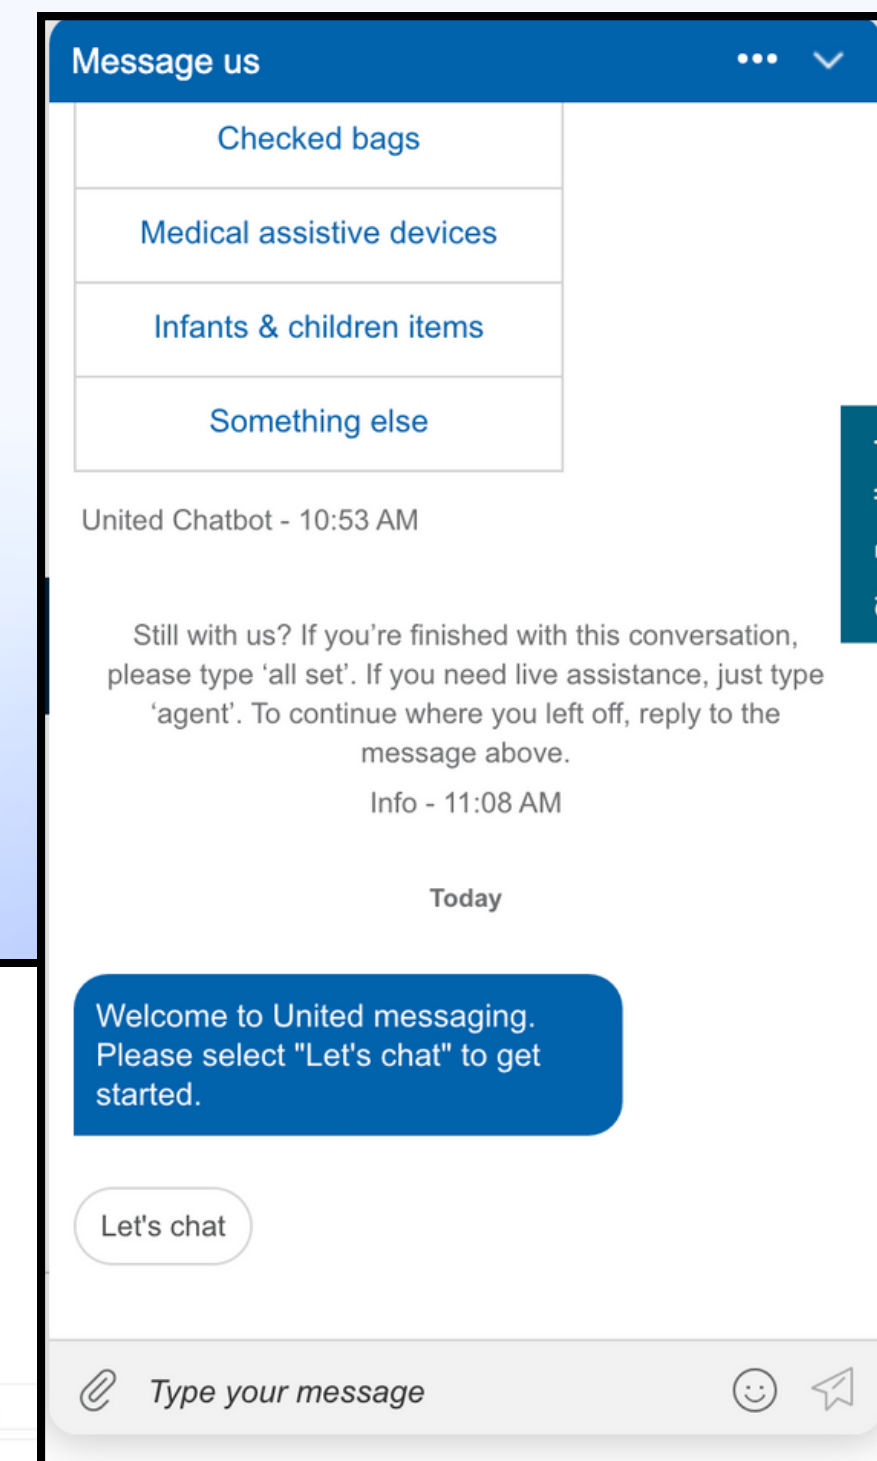 Message us
Checked bags
Medical assistive devices
Infants & children items
Something else
United Chatbot - 10:53 AM
Still with us? If you’re finished with this conversation,
please type ‘all set’. If you need live assistance, just type
‘agent’. To continue where you left off, reply to the
message above.
Info - 11:08 AM
Today
Welcome to United messaging.
Please select "Let's chat" to get
started.
Let's chat
Type your message